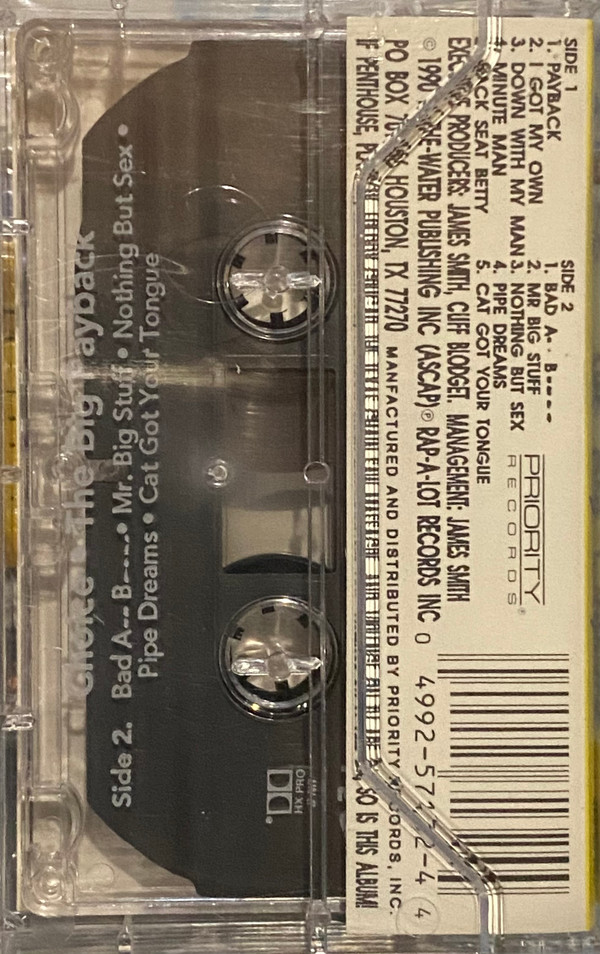 SIDE 1
1. PAYBACK
2. I GOT MY OWN
3. DOWN WITH MY MAN
4. MINUTE MAN
BACK SEAT BETTY
SIDE 2
1. BAD A-- B----
2. MR BIG STUFF
3. NOTHING BUT SEX
4. PIPE DREAMS
5. CAT GOT YOUR TONGUE
PRIORITY
RECORDS®
EXECUTIVE PRODUCERS: JAMES SMITH, CLIFF BLODGET. MANAGEMENT: JAMES SMITH
© 1990 PUBLISHING INC (ASCAP) ℗ RAP-A-LOT RECORDS INC
PO BOX HOUSTON, TX 77270 MANFACTURED AND DISTRIBUTED BY PRIORITY RECORDS, INC.
IF PENTHOUSE, SO IS THIS ALBUM!
0 4992-57 2-4 4
Choice • The Big Payback
Side 2. Bad A-- B----• Mr. Big Stuff • Nothing But Sex •
Pipe Dreams • Cat Got Your Tongue
HX PRO